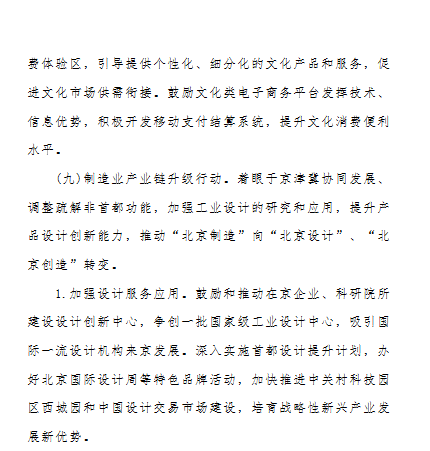 费体验区，引导提供个性化、细分化的文化产品和服务，促
进文化市场供需衔接。鼓励文化类电子商务平台发挥技术、
信息优势，积极开发移动支付结算系统，提升文化消费便利
水平。
（九）制造业产业链升级行动。着眼于京津冀协同发展、
调整疏解非首都功能，加强工业设计的研究和应用，提升产
品设计创新能力，推动“北京制造”向“北京设计”、“北
京创造”转变。
1.加强设计服务应用。鼓励和推动在京企业、科研院所
建设设计创新中心，争创一批国家级工业设计中心，吸引国
际一流设计机构来京发展。深入实施首都设计提升计划，办
好北京国际设计周等特色品牌活动，加快推进中关村科技园
区西城园和中国设计交易市场建设，培育战略性新兴产业发
展新优势。